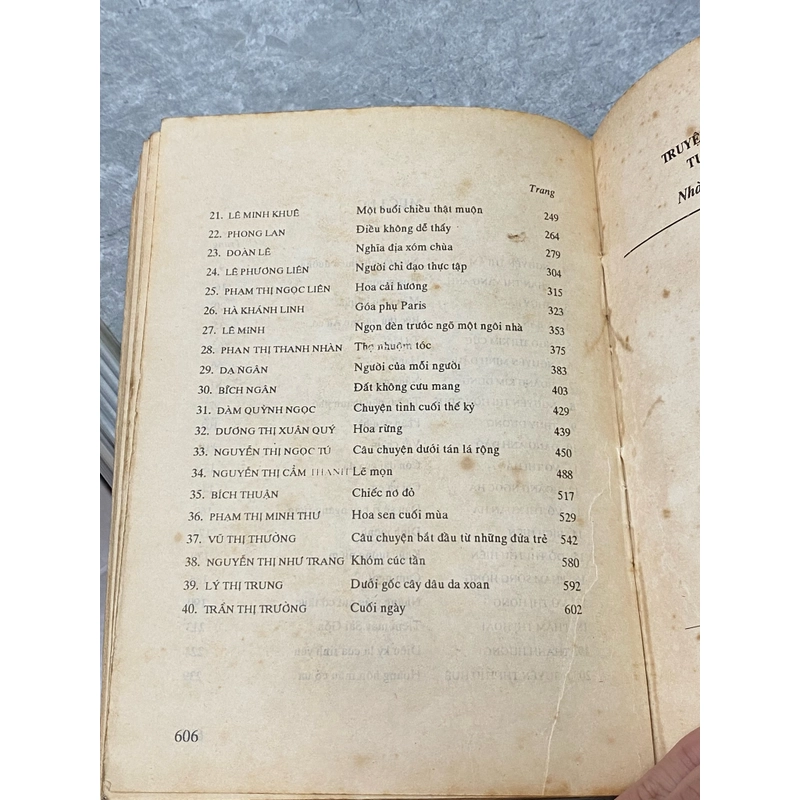 Trang
21. LÊ MINH KHUÊ Một buổi chiều thật muộn 249
22. PHONG LAN Điều không dễ thấy 264
23. ĐOÀN LÊ Nghĩa địa xóm chùa 279
24. LÊ PHƯƠNG LIÊN Người chỉ đạo thực tập 304
25. PHẠM THỊ NGỌC LIÊN Hoa cải hương 315
26. HÀ KHÁNH LINH Góa phụ Paris 323
27. LÊ MINH Ngọn đèn trước ngõ một ngôi nhà 353
28. PHAN THỊ THANH NHÀN Thợ nhuộm tóc 375
29. DẠ NGÂN Người của mỗi người 383
30. BÍCH NGÂN Đất không cưu mang 403
31. ĐÀM QUỲNH NGỌC Chuyện tình cuối thế kỷ 429
32. DƯƠNG THỊ XUÂN QUÝ Hoa rừng 439
33. NGUYỄN THỊ NGỌC TÚ Câu chuyện dưới tán lá rộng 450
34. NGUYỄN THỊ CẨM THẠNH Lẽ mọn 488
35. BÍCH THUẬN Chiếc nơ đỏ 517
36. PHẠM THỊ MINH THƯ Hoa sen cuối mùa 529
37. VŨ THỊ THƯỜNG Câu chuyện bắt đầu từ những đứa trẻ 542
38. NGUYỄN THỊ NHƯ TRANG Khóm cúc tần 580
39. LÝ THỊ TRUNG Dưới gốc cây dâu da xoan 592
40. TRẦN THỊ TRƯỜNG Cuối ngày 602
606